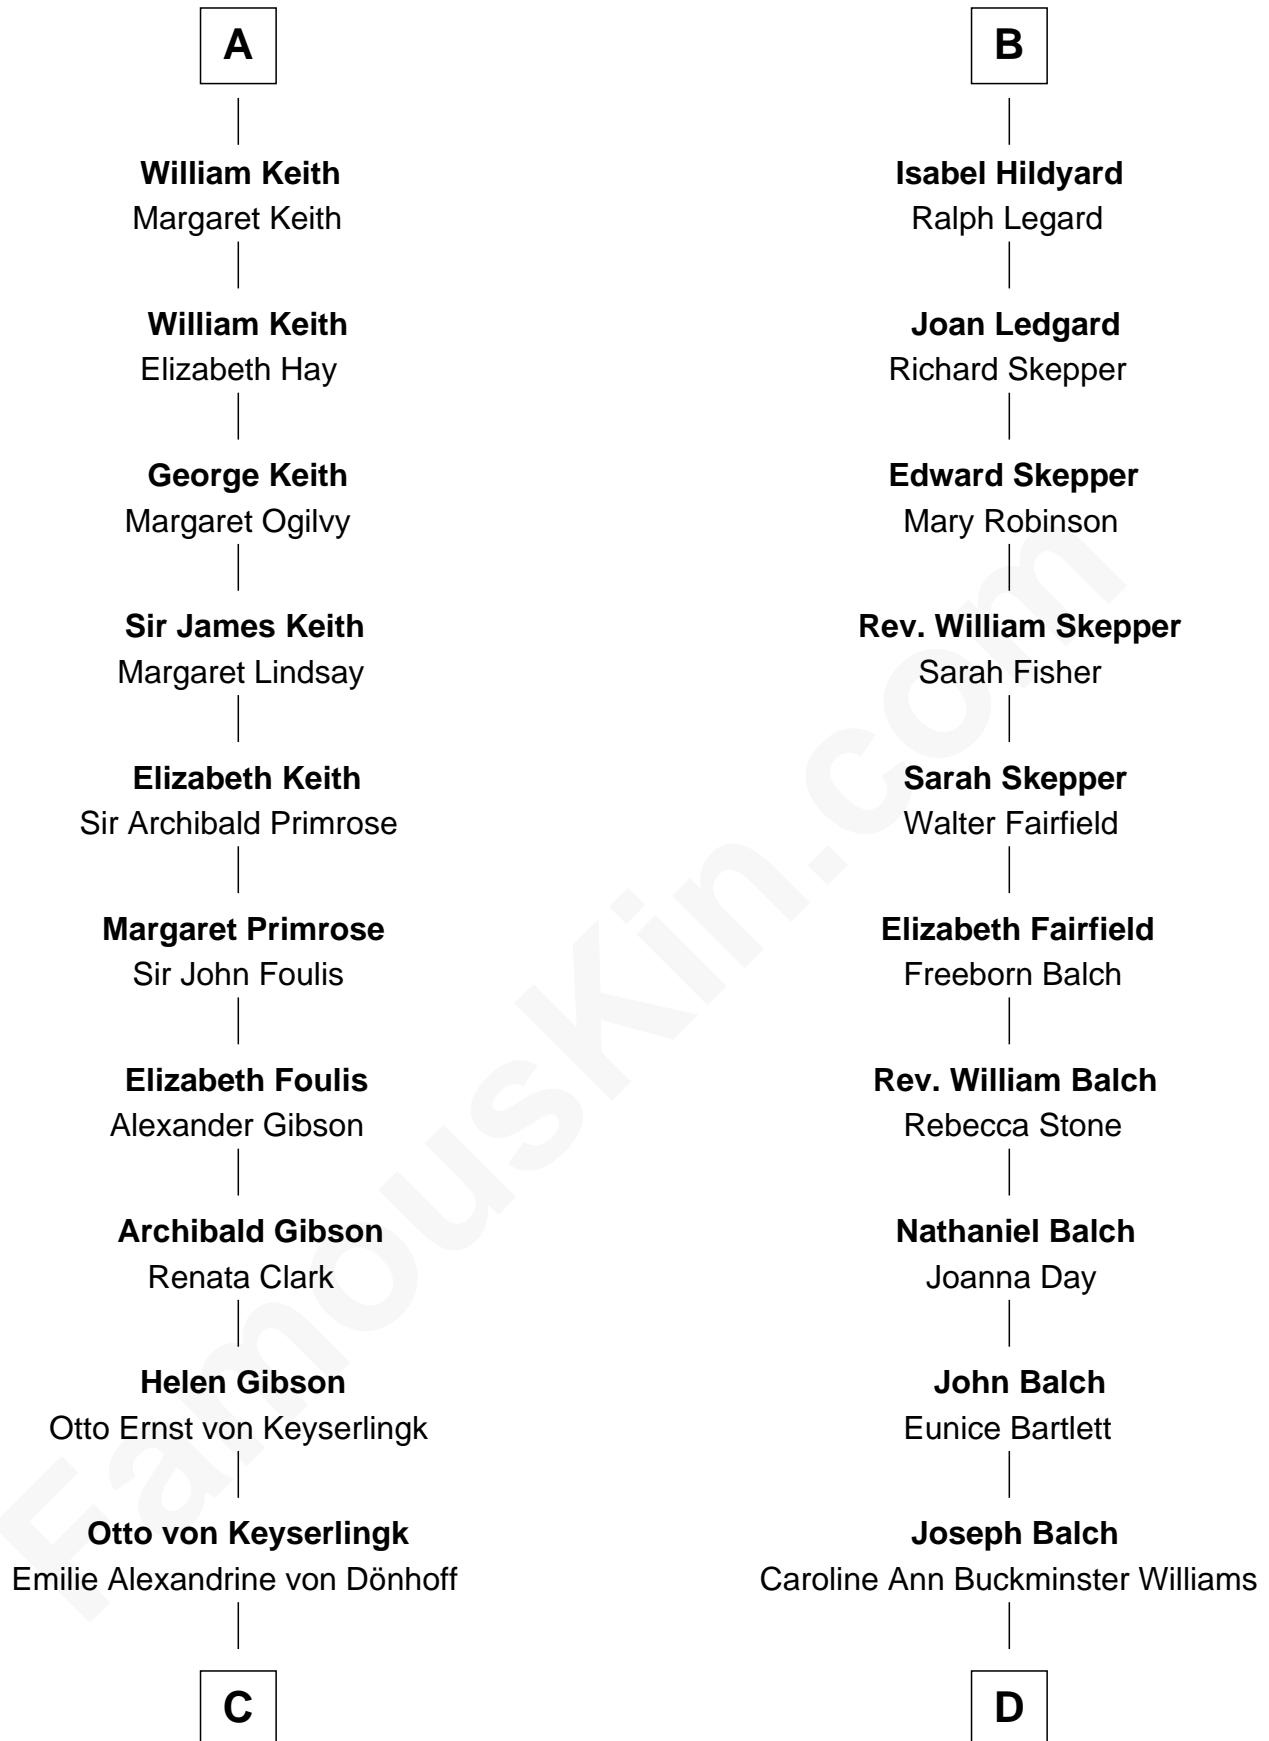 A
William Keith
Margaret Keith
William Keith
Elizabeth Hay
George Keith
Margaret Ogilvy
Sir James Keith
Margaret Lindsay
Elizabeth Keith
Sir Archibald Primrose
Margaret Primrose
Sir John Foulis
Elizabeth Foulis
Alexander Gibson
Archibald Gibson
Renata Clark
Helen Gibson
Otto Ernst von Keyserlingk
Otto von Keyserlingk
Emilie Alexandrine von Dönhoff
C
B
Isabel Hildyard
Ralph Legard
Joan Ledgard
Richard Skepper
Edward Skepper
Mary Robinson
Rev. William Skepper
Sarah Fisher
Sarah Skepper
Walter Fairfield
Elizabeth Fairfield
Freeborn Balch
Rev. William Balch
Rebecca Stone
Nathaniel Balch
Joanna Day
John Balch
Eunice Bartlett
Joseph Balch
Caroline Ann Buckminster Williams
D
FamousKin.com